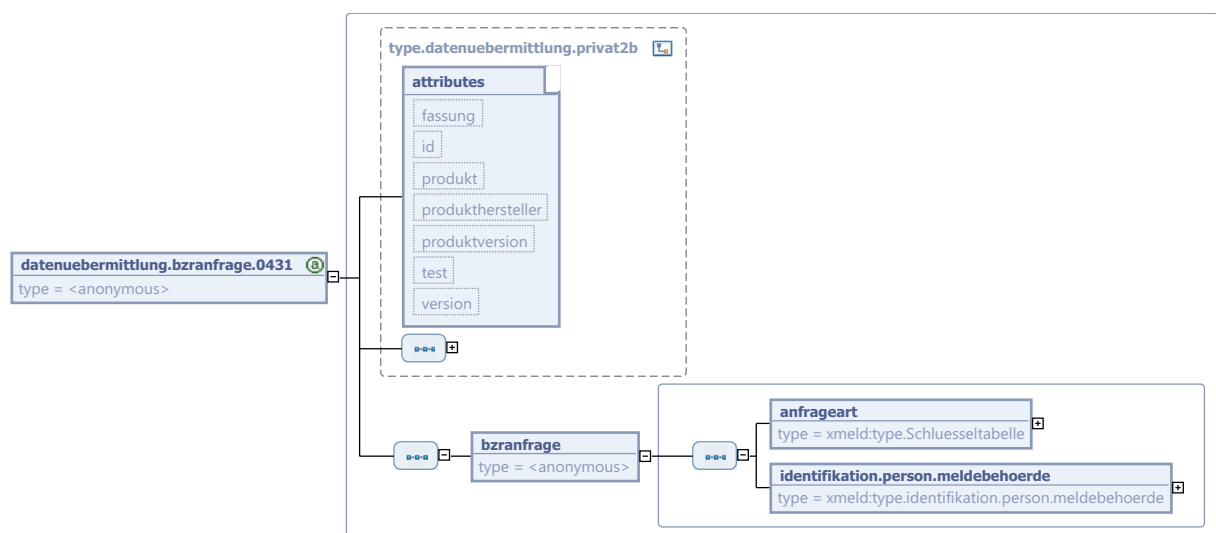 type.datenuebermittlung.privat2b
attributes
fassung
id
produkt
produkthersteller
produktversion
test
version
datenuebermittlung.bzranfrage.0431 @
type = <anonymous>
bzranfrage
type = <anonymous>
anfrageart
type = xmeld:type.Schluesseltabelle
identifikation.person.meldebehoerde
type = xmeld:type.identifikation.person.meldebehoerde